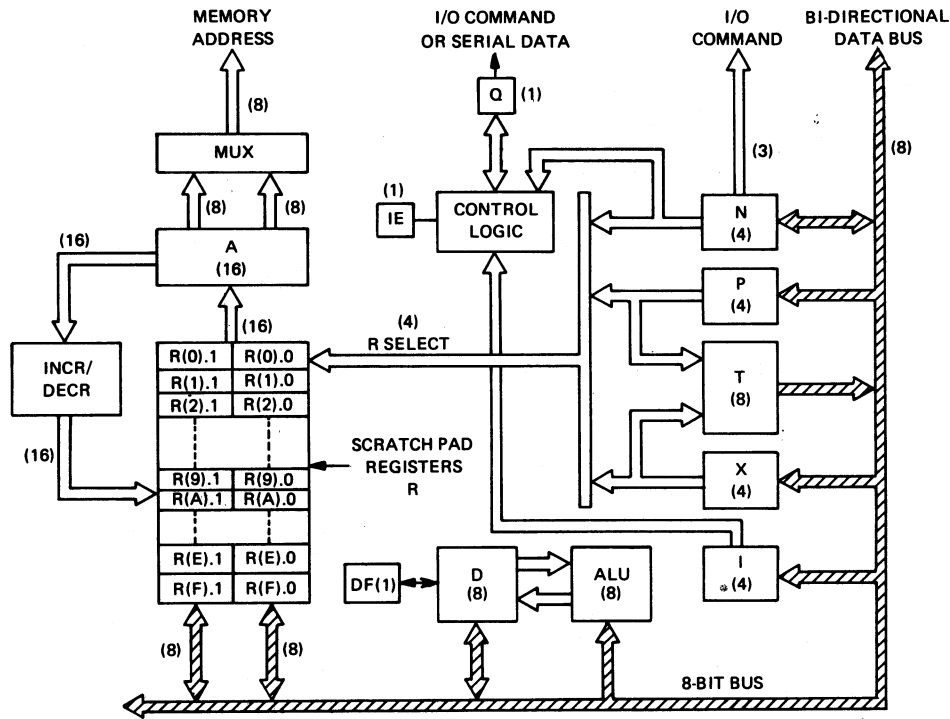 MEMORY
ADDRESS
I/O COMMAND
OR SERIAL DATA
I/O
COMMAND
BI-DIRECTIONAL
DATA BUS
(8)
Q
(1)
MUX
(3)
(8)
(8)
(8)
(1)
IE
CONTROL
LOGIC
N
(4)
(16)
A
(16)
P
(4)
(16)
(4)
R SELECT
INCR/
DECR
R(0).1
R(0).0
R(1).1
R(1).0
R(2).1
R(2).0
T
(8)
(16)
SCRATCH PAD
REGISTERS
R
R(9).1
R(9).0
R(A).1
R(A).0
X
(4)
R(E).1
R(E).0
R(F).1
R(F).0
DF(1)
D
(8)
ALU
(8)
I
(4)
(8)
(8)
8-BIT BUS